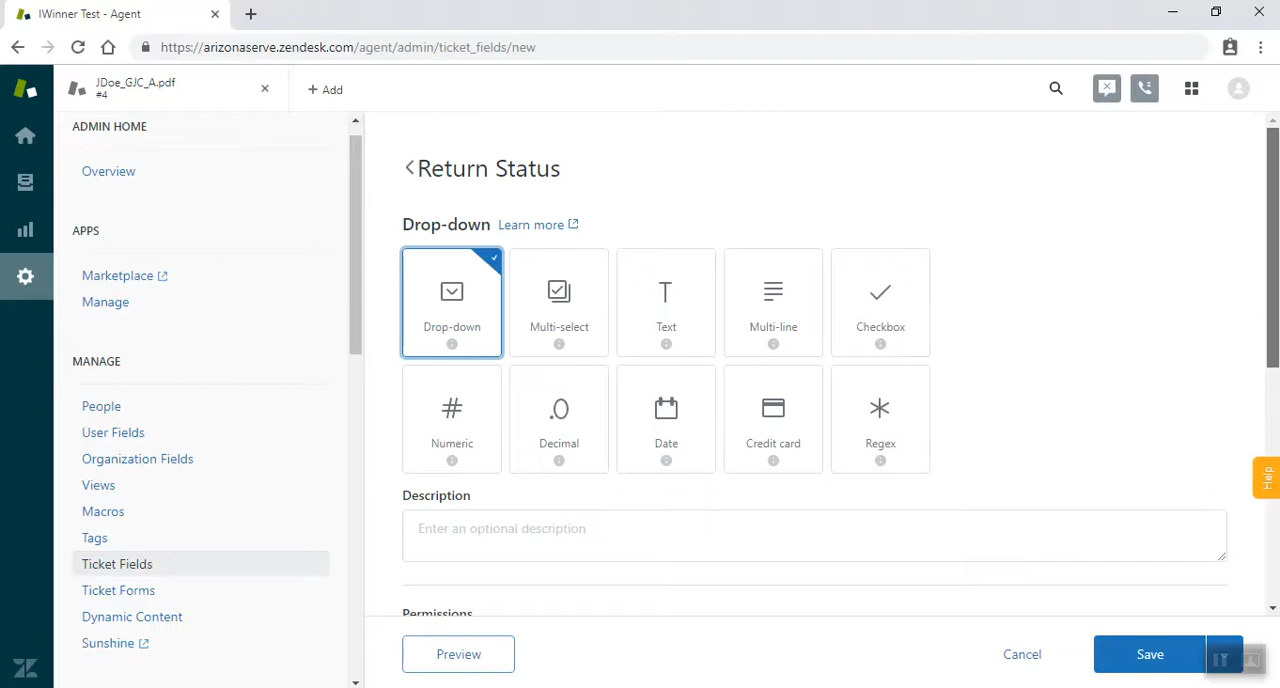 IWinner Test - Agent
https://arizonaserve.zendesk.com/agent/admin/ticket_fields/new
JDoe_GJC_A.pdf
#4
+ Add
ADMIN HOME
Overview
APPS
Marketplace
Manage
MANAGE
People
User Fields
Organization Fields
Views
Macros
Tags
Ticket Fields
Ticket Forms
Dynamic Content
Sunshine
Return Status
Drop-down Learn more
Drop-down Multi-select Text Multi-line Checkbox
Numeric Decimal Date Credit card Regex
Description
Enter an optional description
Permissions
Preview Cancel Save
Help